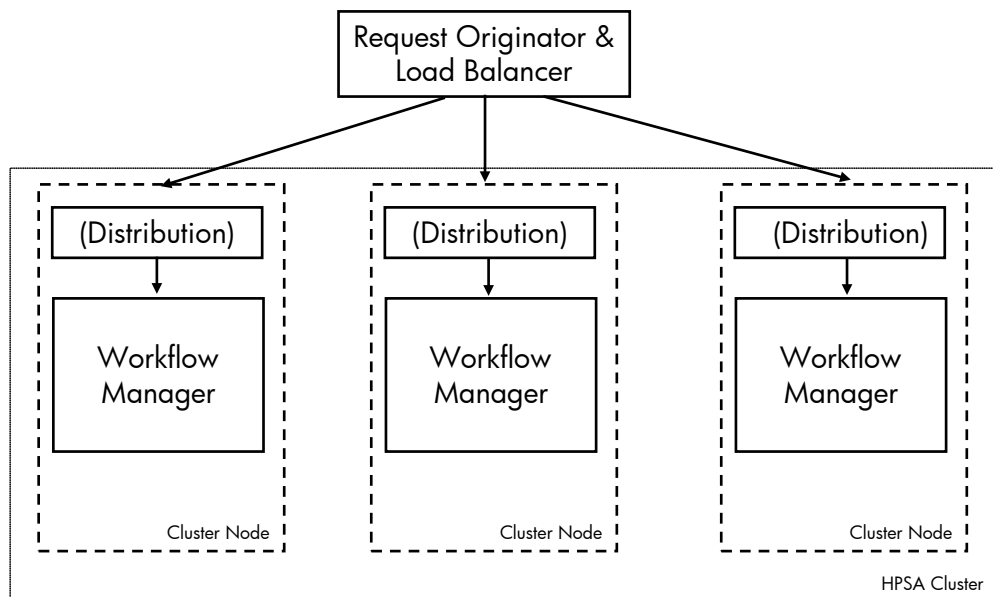 Request Originator &
Load Balancer
(Distribution)
(Distribution)
(Distribution)
Workflow
Manager
Workflow
Manager
Workflow
Manager
Cluster Node
Cluster Node
Cluster Node
HPSA Cluster